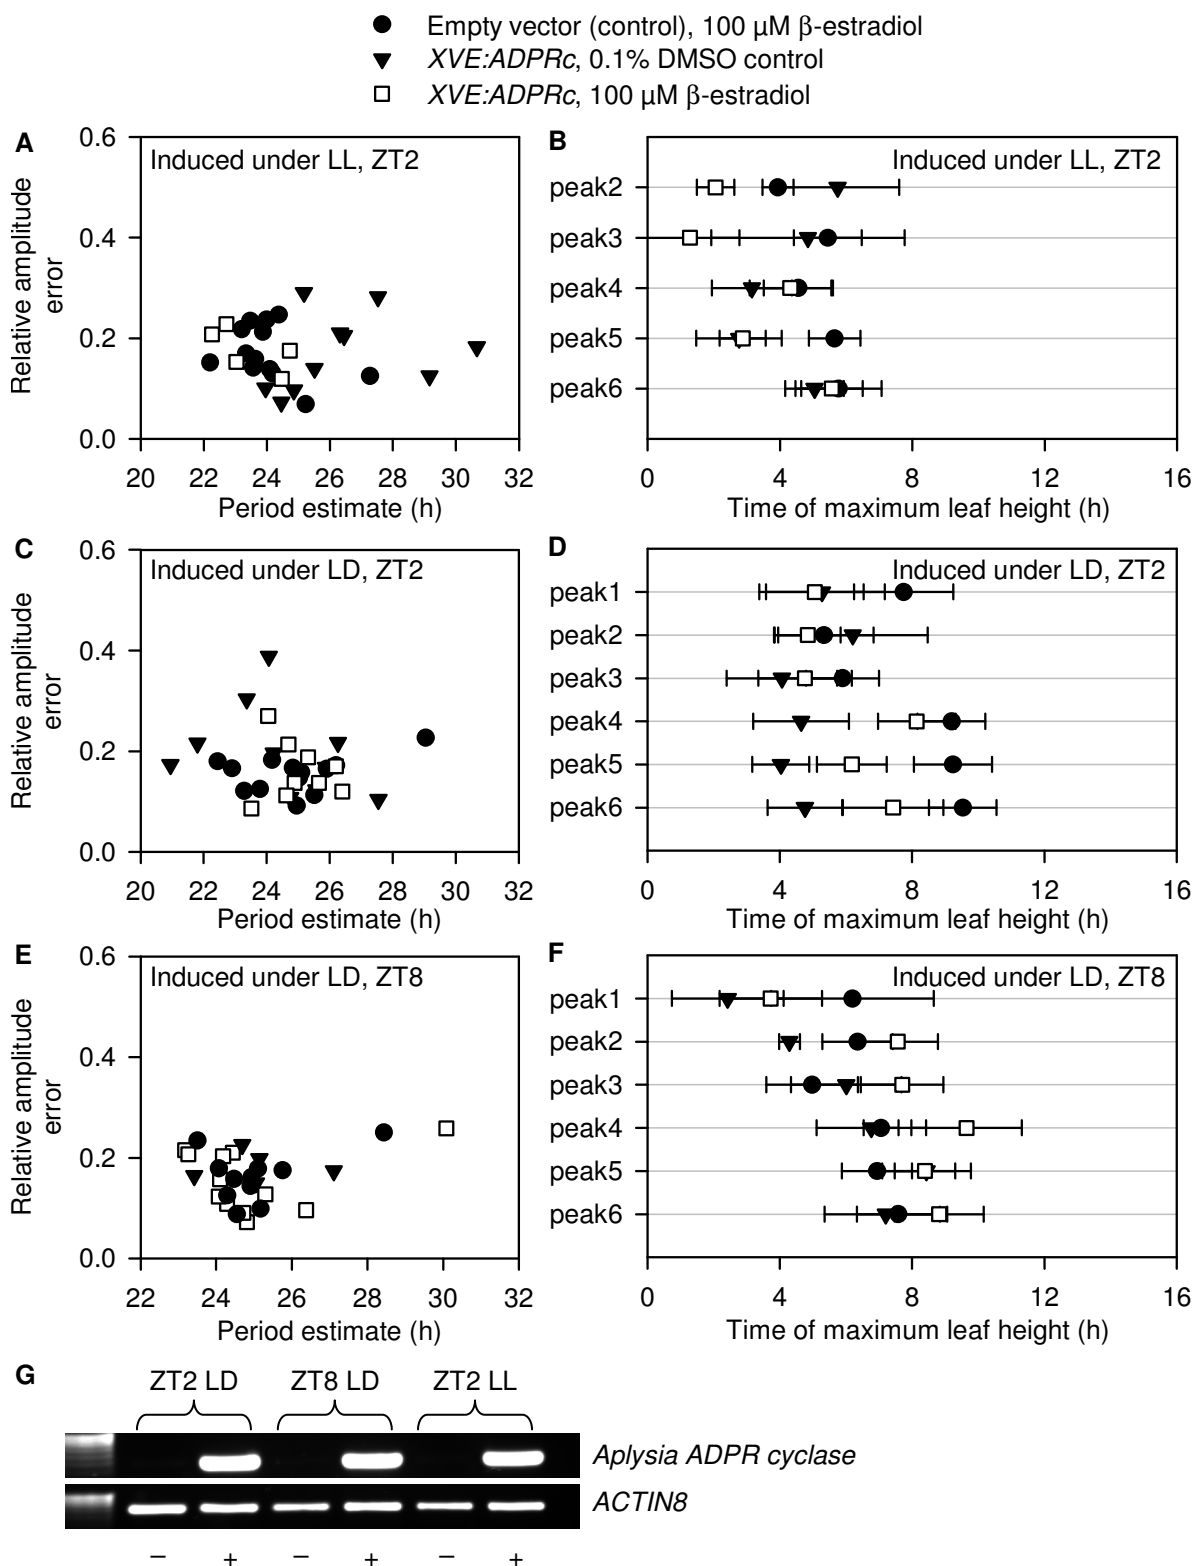 Empty vector (control), 100 µM β-estradiol
XVE:ADPRc, 0.1% DMSO control
XVE:ADPRc, 100 µM β-estradiol
A
Induced under LL, ZT2
Relative amplitude
error
0.6
0.4
0.2
0.0
20 22 24 26 28 30 32
Period estimate (h)
B
Induced under LL, ZT2
peak2
peak3
peak4
peak5
peak6
0 4 8 12 16
Time of maximum leaf height (h)
C
Induced under LD, ZT2
Relative amplitude
error
0.6
0.4
0.2
0.0
20 22 24 26 28 30 32
Period estimate (h)
D
Induced under LD, ZT2
peak1
peak2
peak3
peak4
peak5
peak6
0 4 8 12 16
Time of maximum leaf height (h)
E
Induced under LD, ZT8
Relative amplitude
error
0.6
0.4
0.2
0.0
22 24 26 28 30 32
Period estimate (h)
F
Induced under LD, ZT8
peak1
peak2
peak3
peak4
peak5
peak6
0 4 8 12 16
Time of maximum leaf height (h)
G
ZT2 LD ZT8 LD ZT2 LL
Aplysia ADPR cyclase
ACTIN8
– + – + – +